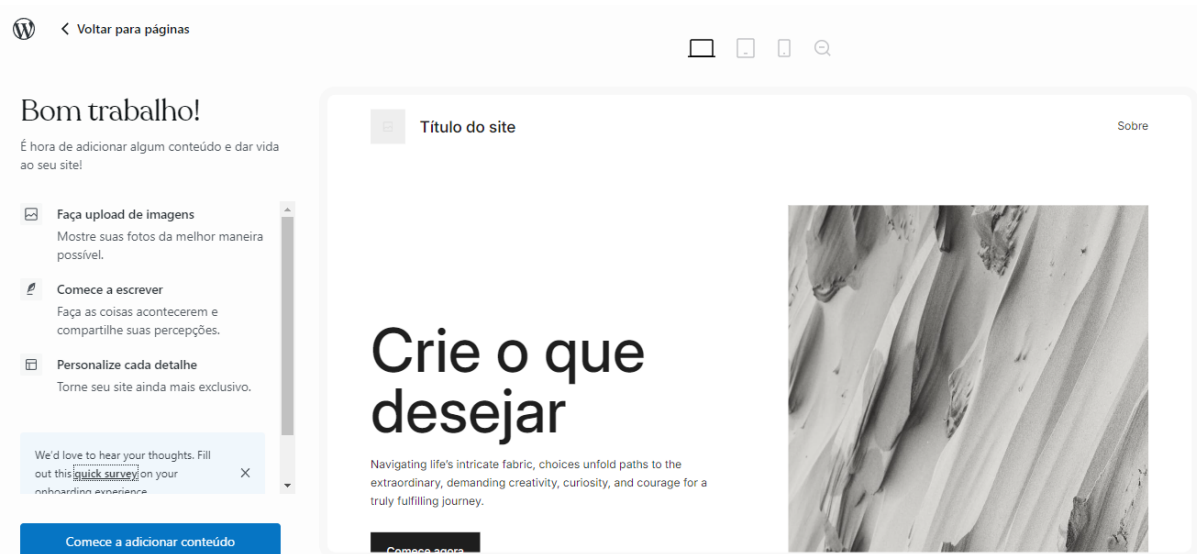 Voltar para páginas
Bom trabalho!
É hora de adicionar algum conteúdo e dar vida
ao seu site!
Faça upload de imagens
Mostre suas fotos da melhor maneira
possível.
Comece a escrever
Faça as coisas acontecerem e
compartilhe suas percepções.
Personalize cada detalhe
Torne seu site ainda mais exclusivo.
We'd love to hear your thoughts. Fill
out this quick survey on your
onboarding experience
Comece a adicionar conteúdo
Título do site
Sobre
Crie o que
desejar
Navigating life's intricate fabric, choices unfold paths to the
extraordinary, demanding creativity, curiosity, and courage for a
truly fulfilling journey.
Comece agora